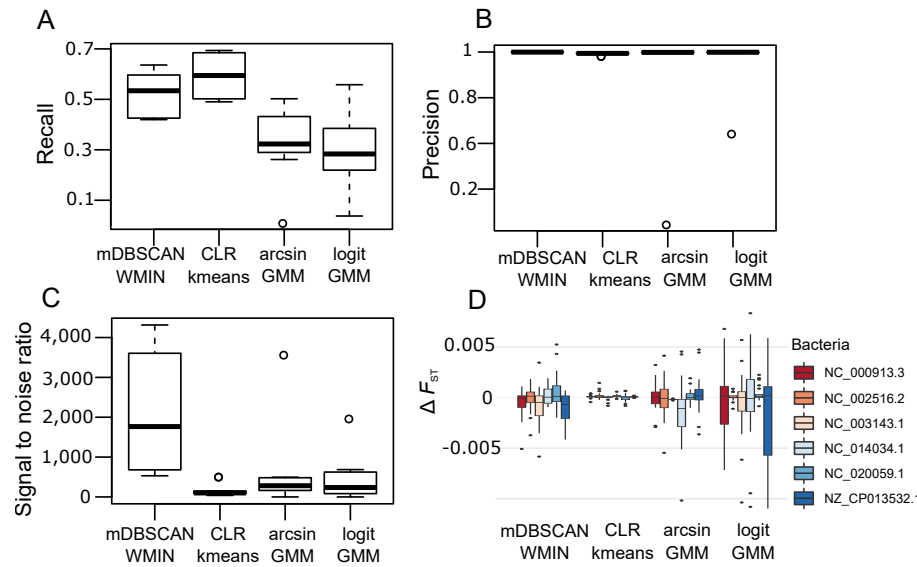 A
0.7
0.5
0.3
0.1
Recall
mDBSCAN WMIN
CLR kmeans
arcsin GMM
logit GMM
B
1
0.8
0.6
0.2
Precision
mDBSCAN WMIN
CLR kmeans
arcsin GMM
logit GMM
C
4,000
3,000
2,000
1,000
0
Signal to noise ratio
mDBSCAN WMIN
CLR kmeans
arcsin GMM
logit GMM
D
0.005
0
-0.005
Δ FST
mDBSCAN WMIN
CLR kmeans
arcsin GMM
logit GMM
Bacteria
NC_000913.3
NC_002516.2
NC_003143.1
NC_014034.1
NC_020059.1
NZ_CP013532.1